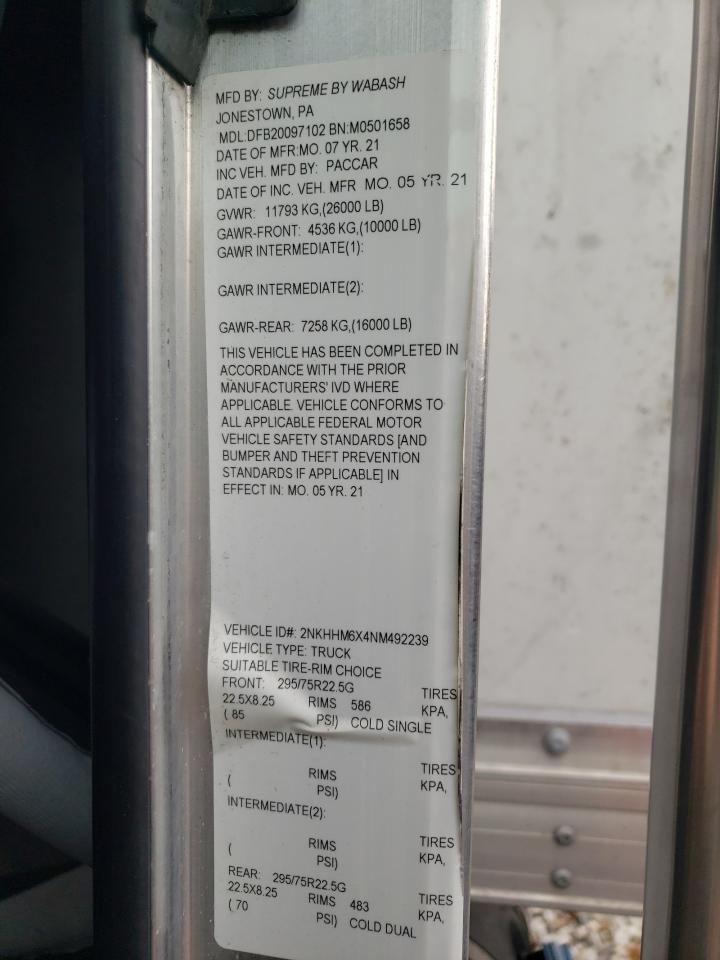 MFD BY: SUPREME BY WABASH
JONESTOWN, PA
MDL:DFB20097102 BN:M0501658
DATE OF MFR:MO. 07 YR. 21
INC VEH. MFD BY: PACCAR
DATE OF INC. VEH. MFR MO. 05 YR. 21
GVWR: 11793 KG,(26000 LB)
GAWR-FRONT: 4536 KG,(10000 LB)
GAWR INTERMEDIATE(1):
GAWR INTERMEDIATE(2):
GAWR-REAR: 7258 KG,(16000 LB)
THIS VEHICLE HAS BEEN COMPLETED IN
ACCORDANCE WITH THE PRIOR
MANUFACTURERS' IVD WHERE
APPLICABLE. VEHICLE CONFORMS TO
ALL APPLICABLE FEDERAL MOTOR
VEHICLE SAFETY STANDARDS [AND
BUMPER AND THEFT PREVENTION
STANDARDS IF APPLICABLE] IN
EFFECT IN: MO. 05 YR. 21
VEHICLE ID#: 2NKHHM6X4NM492239
VEHICLE TYPE: TRUCK
SUITABLE TIRE-RIM CHOICE
FRONT: 295/75R22.5G TIRES
22.5X8.25 RIMS 586 KPA,
( 85 PSI) COLD SINGLE
INTERMEDIATE(1):
TIRES
RIMS KPA,
( PSI)
INTERMEDIATE(2):
TIRES
RIMS KPA,
( PSI)
REAR: 295/75R22.5G TIRES
22.5X8.25 RIMS 483 KPA,
( 70 PSI) COLD DUAL